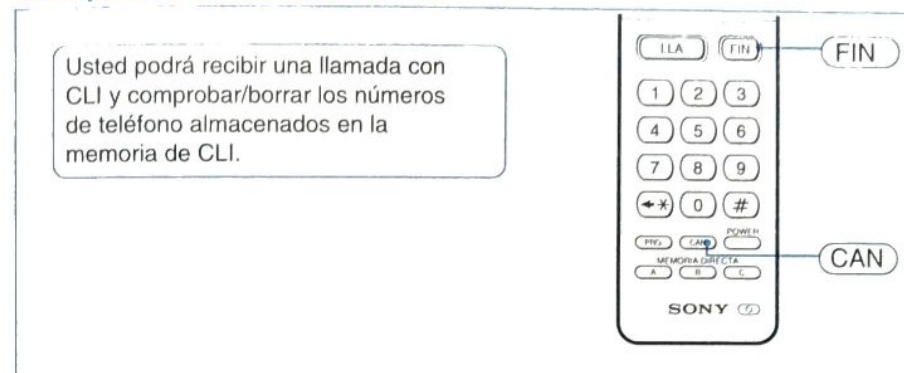 Usted podrá recibir una llamada con
CLI y comprobar/borrar los números
de teléfono almacenados en la
memoria de CLI.
LLA FIN
FIN
1 2 3
4 5 6
7 8 9
* 0 #
PRG CAN POWER
CAN
MEMORIA DIRECTA
A B C
SONY